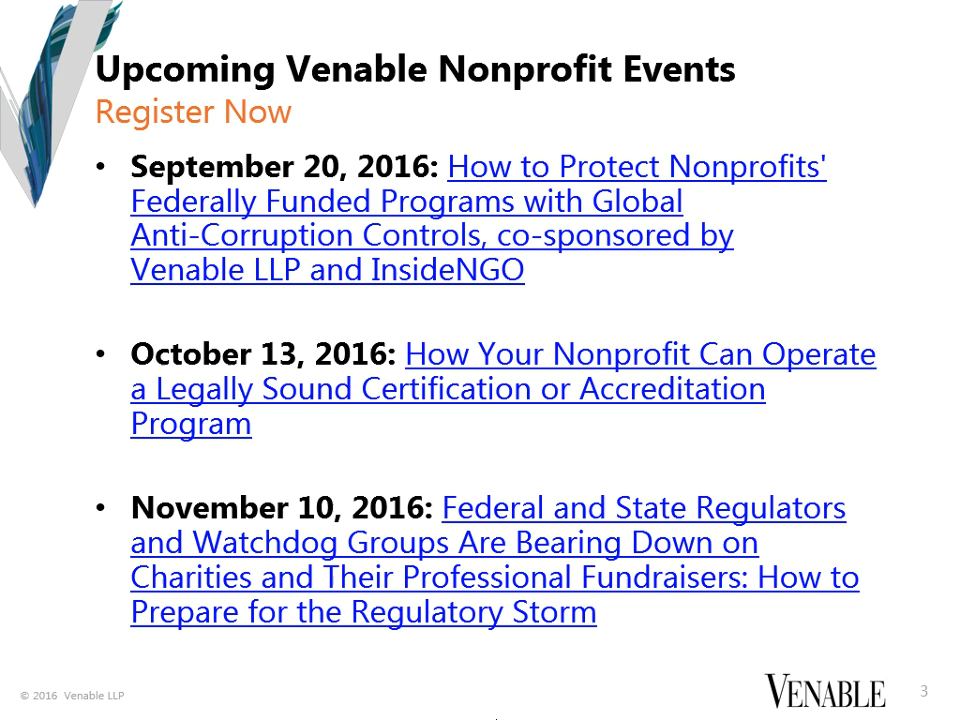 Upcoming Venable Nonprofit Events
Register Now
• September 20, 2016: How to Protect Nonprofits'
Federally Funded Programs with Global
Anti-Corruption Controls, co-sponsored by
Venable LLP and InsideNGO
• October 13, 2016: How Your Nonprofit Can Operate
a Legally Sound Certification or Accreditation
Program
• November 10, 2016: Federal and State Regulators
and Watchdog Groups Are Bearing Down on
Charities and Their Professional Fundraisers: How to
Prepare for the Regulatory Storm
© 2016 Venable LLP
VENABLE
3